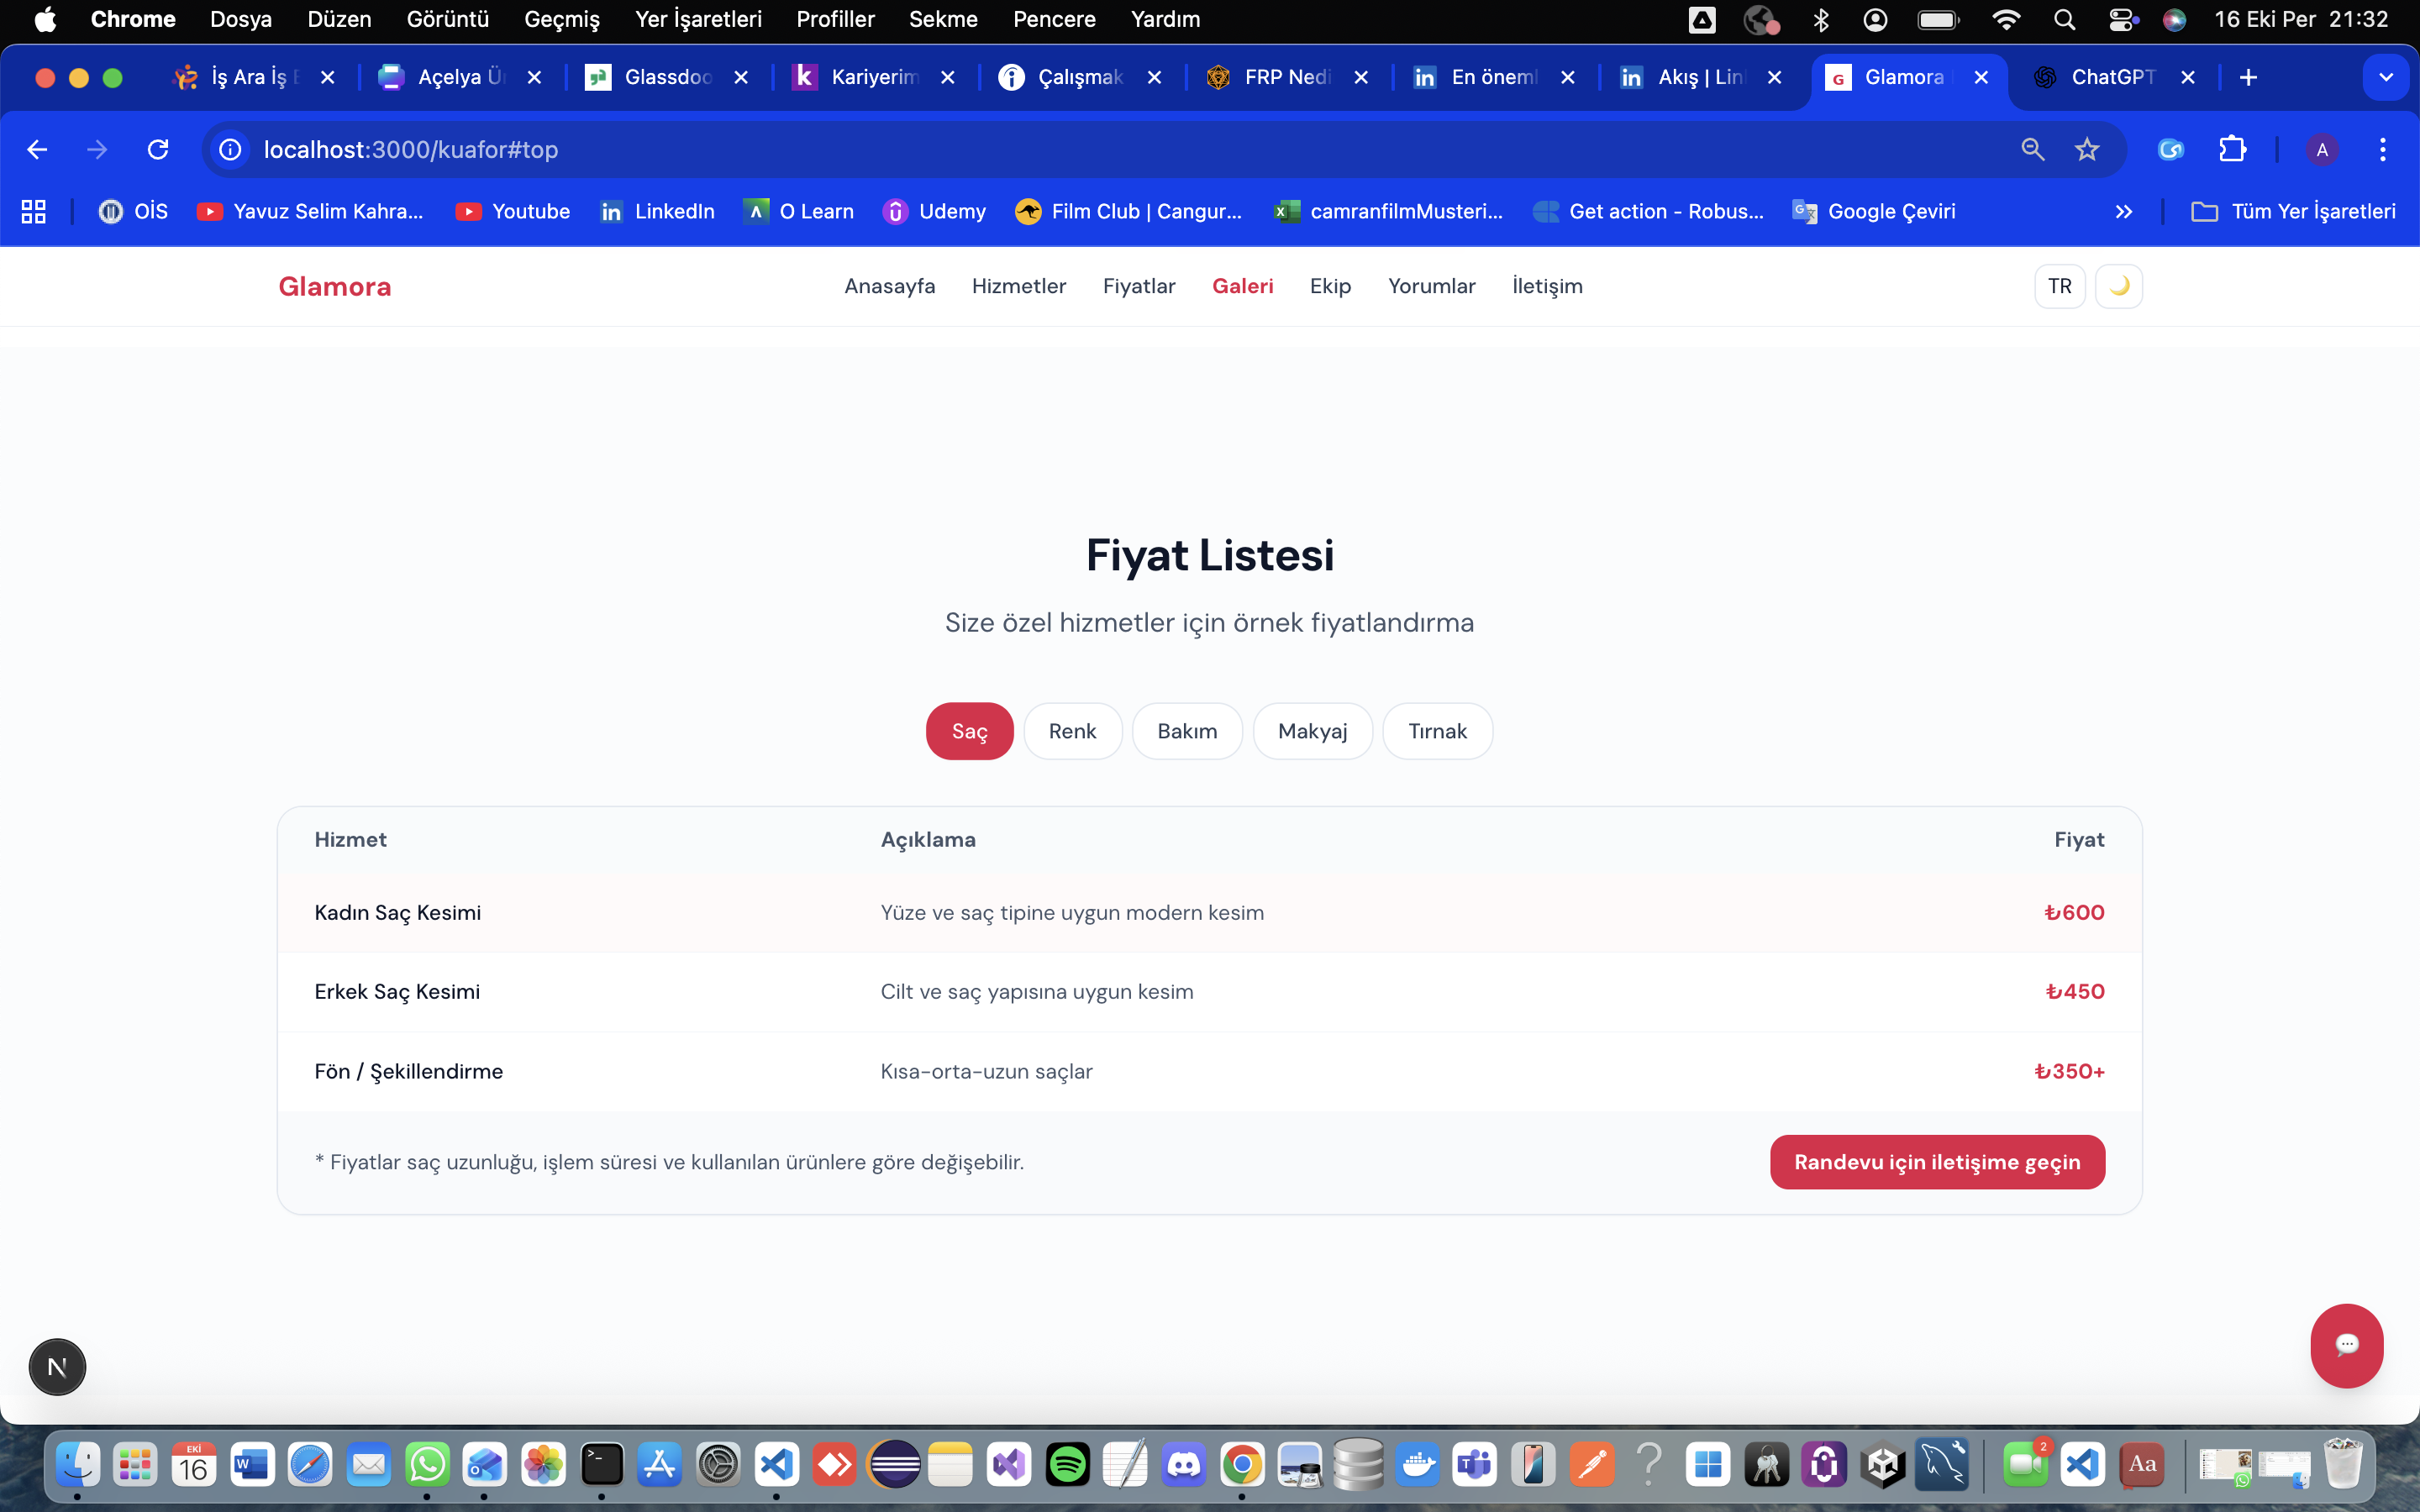 Chrome Dosya Düzen Görüntü Geçmiş Yer İşaretleri Profiller Sekme Pencere Yardım 16 Eki Per 21:32
İş Ara İş Açelya Ür Glassdoo Kariyerim Çalışmak FRP Nedi En öneml Akış | Lin Glamora ChatGPT
localhost:3000/kuafor#top A
OİS Yavuz Selim Kahra... Youtube LinkedIn O Learn Udemy Film Club | Cangur... camranfilmMusteri... Get action - Robus... Google Çeviri Tüm Yer İşaretleri
Glamora Anasayfa Hizmetler Fiyatlar Galeri Ekip Yorumlar İletişim TR
Fiyat Listesi
Size özel hizmetler için örnek fiyatlandırma
Saç Renk Bakım Makyaj Tırnak
Hizmet Açıklama Fiyat
Kadın Saç Kesimi Yüze ve saç tipine uygun modern kesim ₺600
Erkek Saç Kesimi Cilt ve saç yapısına uygun kesim ₺450
Fön / Şekillendirme Kısa-orta-uzun saçlar ₺350+
* Fiyatlar saç uzunluğu, işlem süresi ve kullanılan ürünlere göre değişebilir. Randevu için iletişime geçin
N
EKİ
16 2 Aa